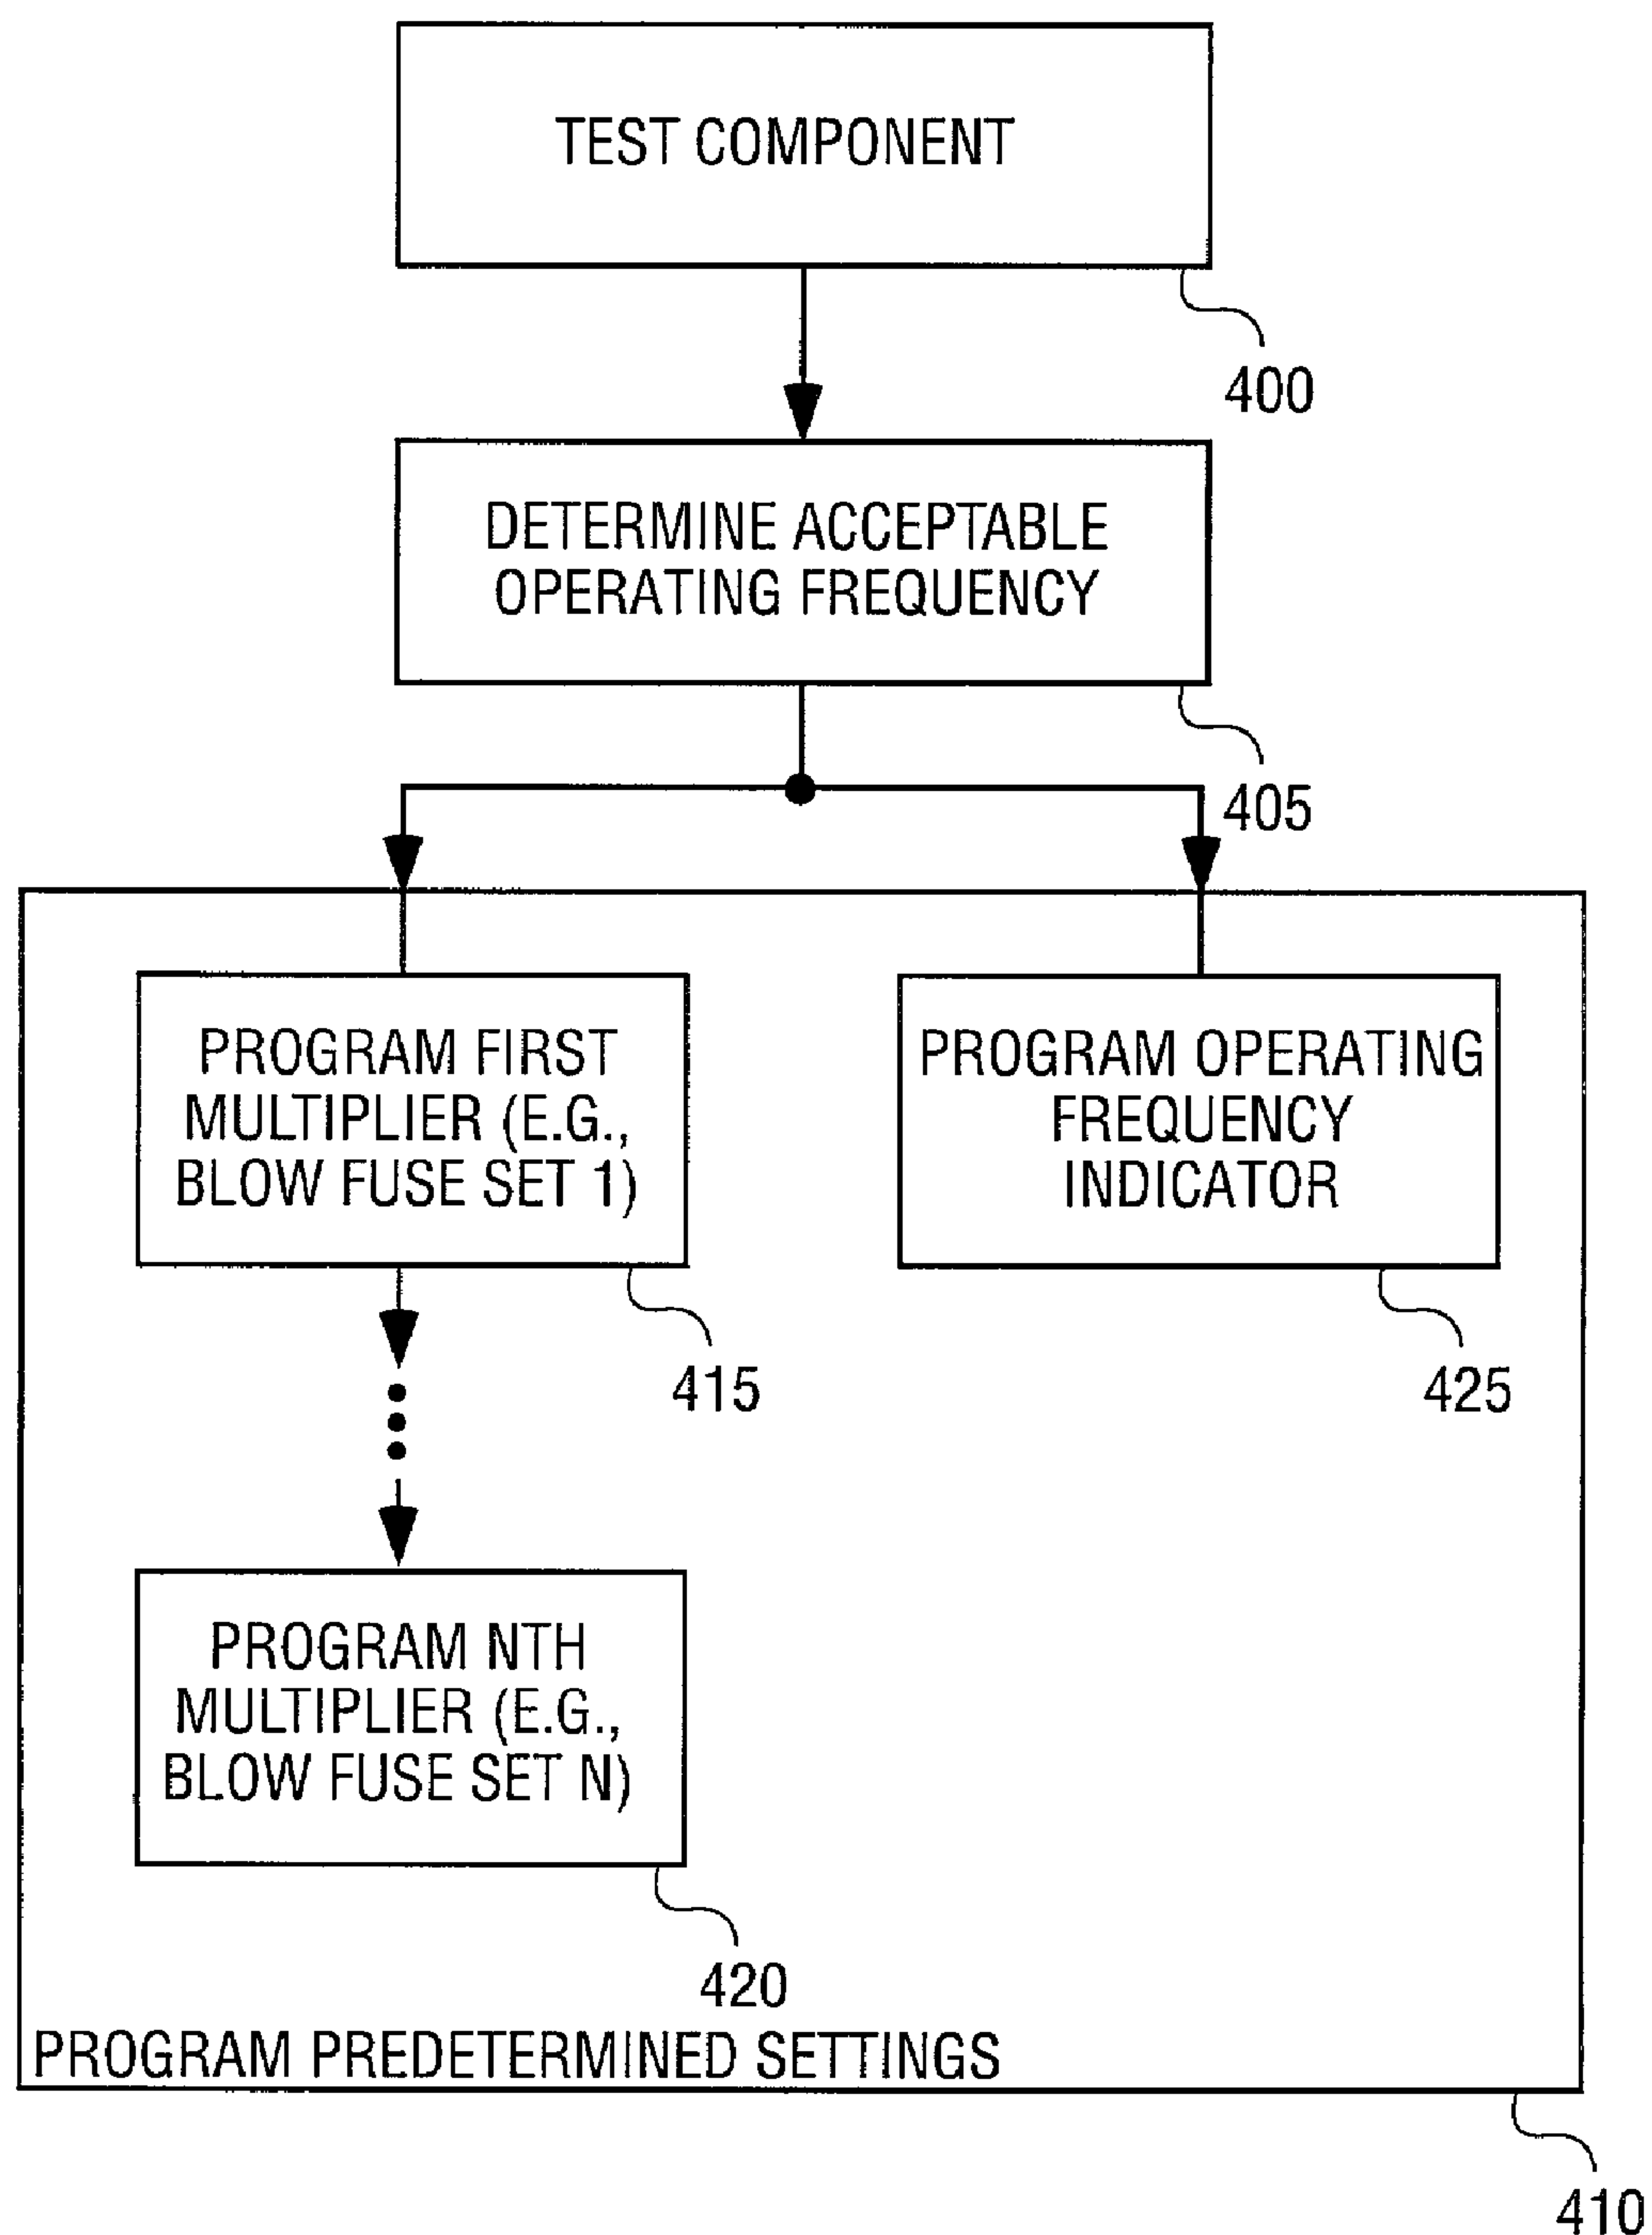 TEST COMPONENT
400
DETERMINE ACCEPTABLE
OPERATING FREQUENCY
405
PROGRAM FIRST
MULTIPLIER (E.G.,
BLOW FUSE SET 1)
415
PROGRAM OPERATING
FREQUENCY
INDICATOR
425
PROGRAM NTH
MULTIPLIER (E.G.,
BLOW FUSE SET N)
420
PROGRAM PREDETERMINED SETTINGS
410